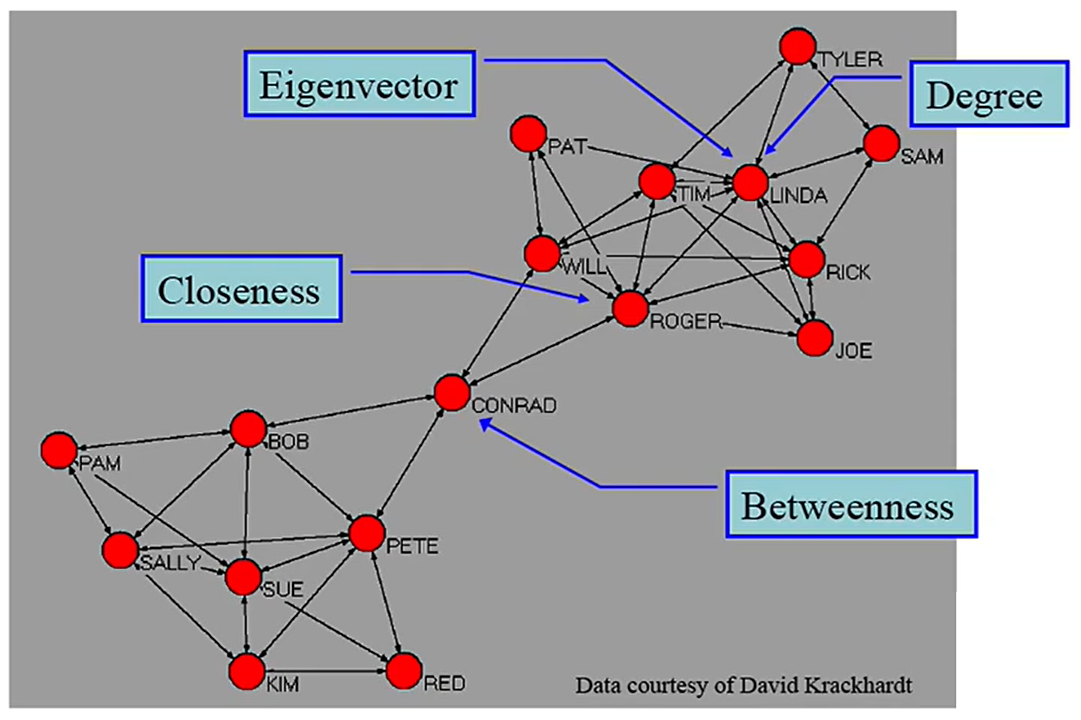 TYLER
Eigenvector
Degree
PAT
SAM
TIM
LINDA
WILL
RICK
Closeness
ROGER
JOE
CONRAD
BOB
PAM
Betweenness
PETE
SALLY
SUE
KIM
RED
Data courtesy of David Krackhardt